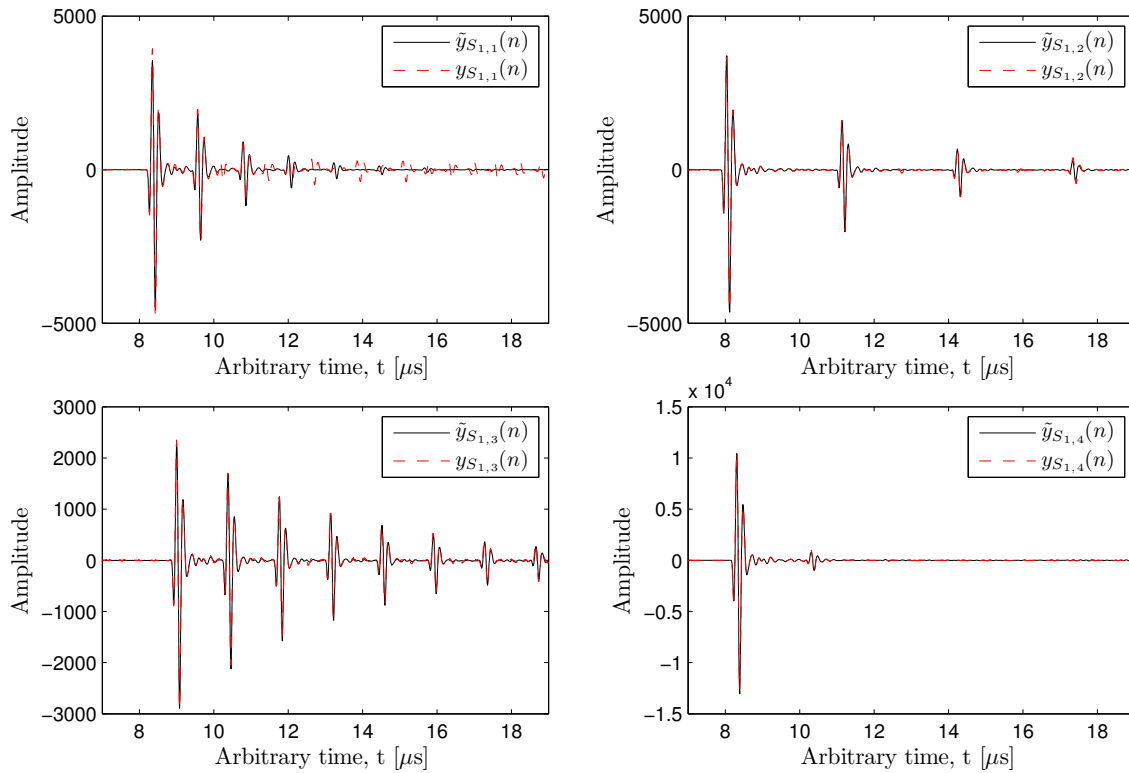 5000
0
−5000
8 10 12 14 16 18
Amplitude
Arbitrary time, t [μs]
ỹ_{S_{1,1}}(n)
y_{S_{1,1}}(n)
5000
0
−5000
8 10 12 14 16 18
Amplitude
Arbitrary time, t [μs]
ỹ_{S_{1,2}}(n)
y_{S_{1,2}}(n)
3000
2000
1000
0
−1000
−2000
−3000
8 10 12 14 16 18
Amplitude
Arbitrary time, t [μs]
ỹ_{S_{1,3}}(n)
y_{S_{1,3}}(n)
x 10^4
1.5
1
0.5
0
−0.5
−1
−1.5
8 10 12 14 16 18
Amplitude
Arbitrary time, t [μs]
ỹ_{S_{1,4}}(n)
y_{S_{1,4}}(n)